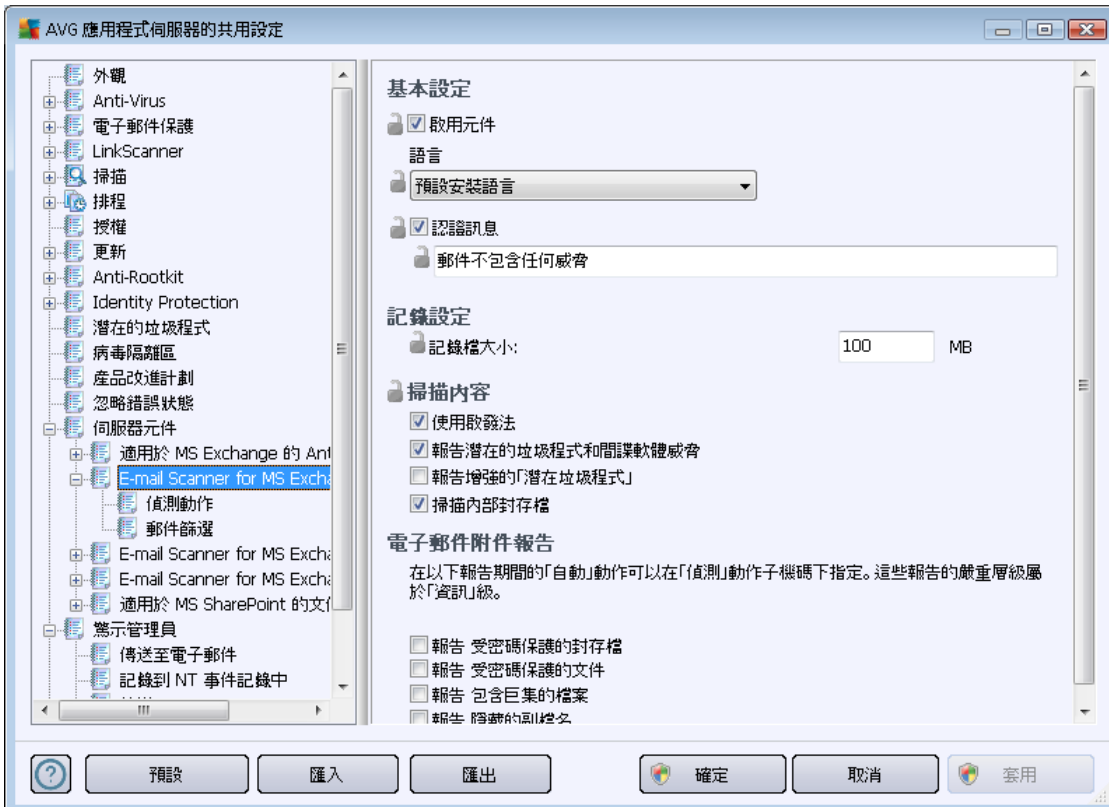 AVG 應用程式伺服器的共用設定
外觀
Anti-Virus
電子郵件保護
LinkScanner
掃描
排程
授權
更新
Anti-Rootkit
Identity Protection
潛在的垃圾程式
病毒隔離區
產品改進計劃
忽略錯誤狀態
伺服器元件
適用於 MS Exchange 的 Ant
E-mail Scanner for MS Excha
偵測動作
郵件篩選
E-mail Scanner for MS Excha
E-mail Scanner for MS Excha
適用於 MS SharePoint 的文件
警示管理員
傳送至電子郵件
記錄到 NT 事件記錄中
基本設定
啟用元件
語言
預設安裝語言
認證訊息
郵件不包含任何威脅
記錄設定
記錄檔大小: 100 MB
掃描內容
使用啟發法
報告潛在的垃圾程式和間諜軟體威脅
報告增強的「潛在垃圾程式」
掃描內部封存檔
電子郵件附件報告
在以下報告期間的「自動」動作可以在「偵測」動作子機碼下指定。這些報告的嚴重層級屬
於「資訊」級。
報告 受密碼保護的封存檔
報告 受密碼保護的文件
報告 包含巨集的檔案
報告 隱藏的副檔名
預設
匯入
匯出
確定
取消
套用